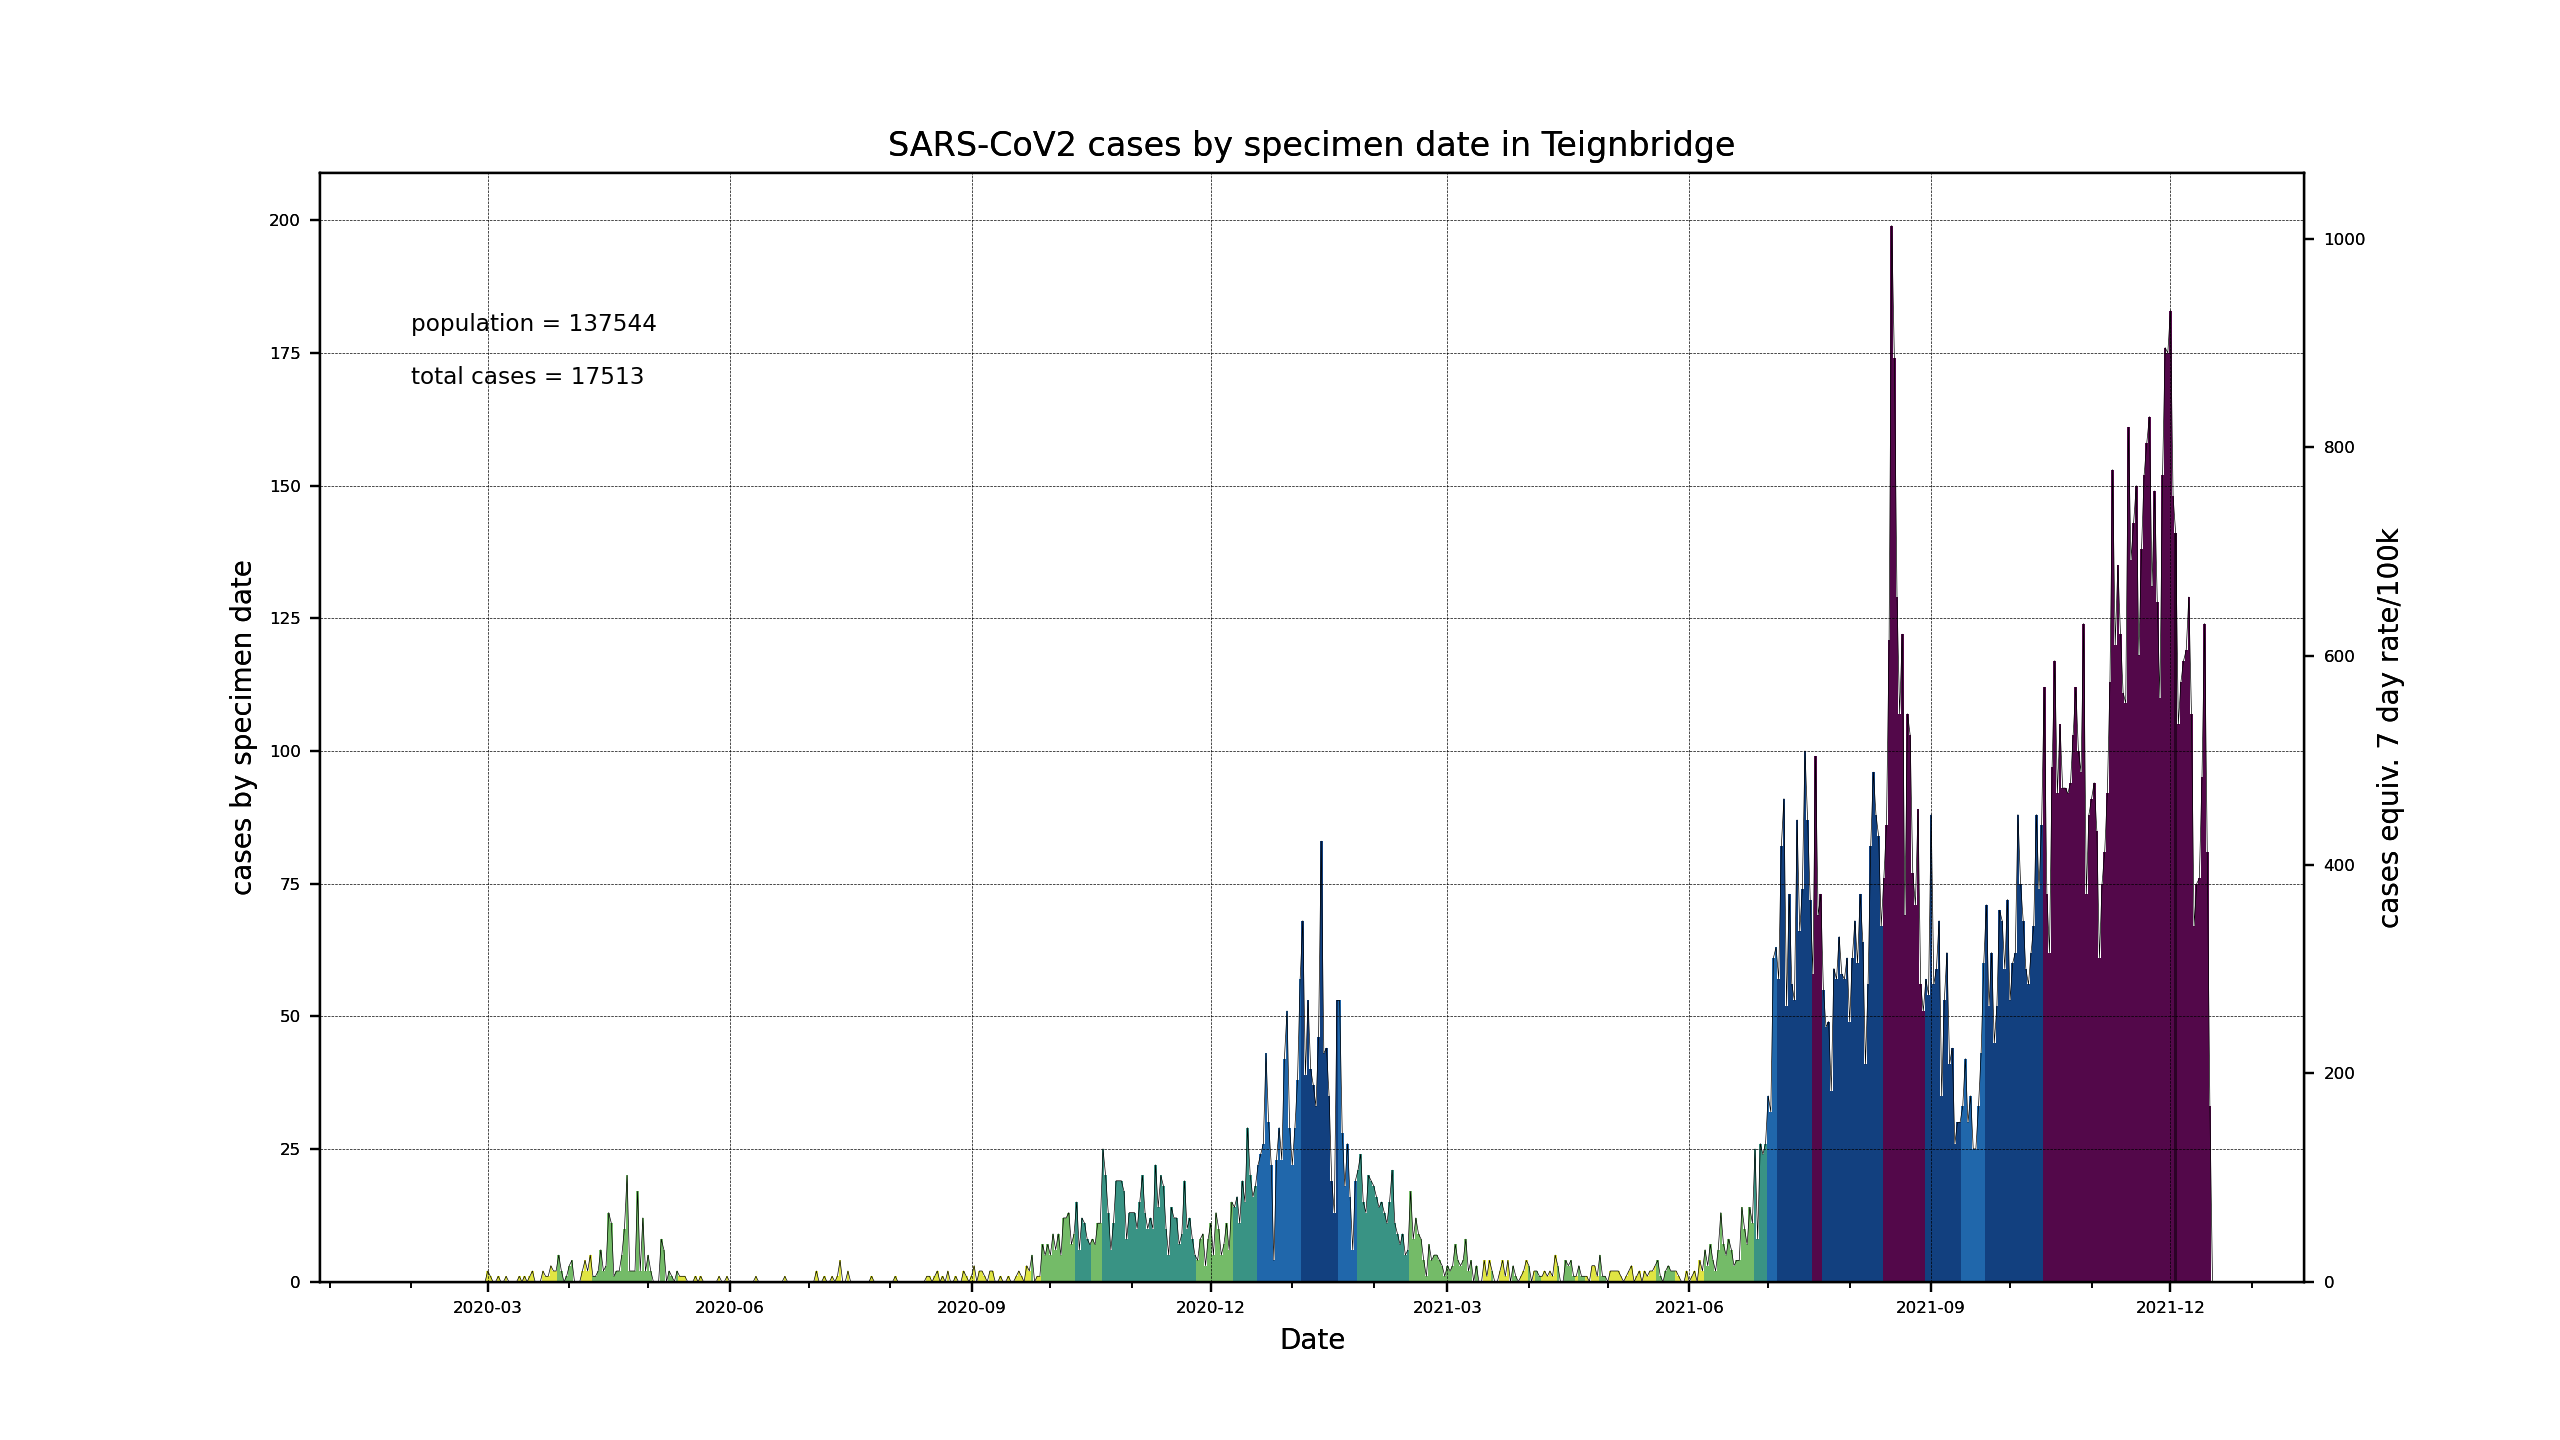 SARS-CoV2 cases by specimen date in Teignbridge
population = 137544
total cases = 17513
cases by specimen date
200
175
150
125
100
75
50
25
0
1000
800
600
400
200
0
cases equiv. 7 day rate/100k
2020-03 2020-06 2020-09 2020-12 2021-03 2021-06 2021-09 2021-12
Date